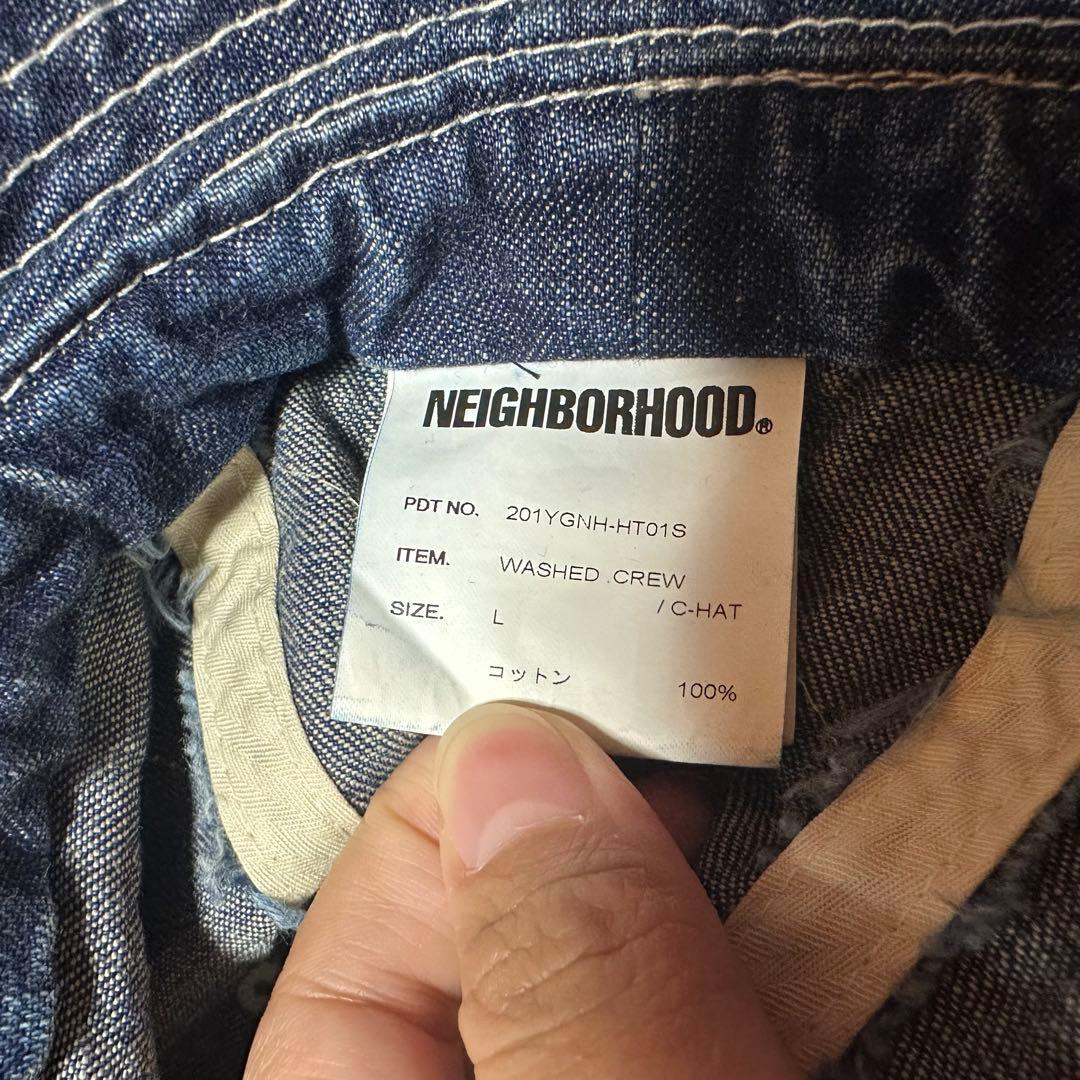 NEIGHBORHOOD®
PDT NO. 201YGNH-HT01S
ITEM. WASHED .CREW
/ C-HAT
SIZE. L
コットン 100%